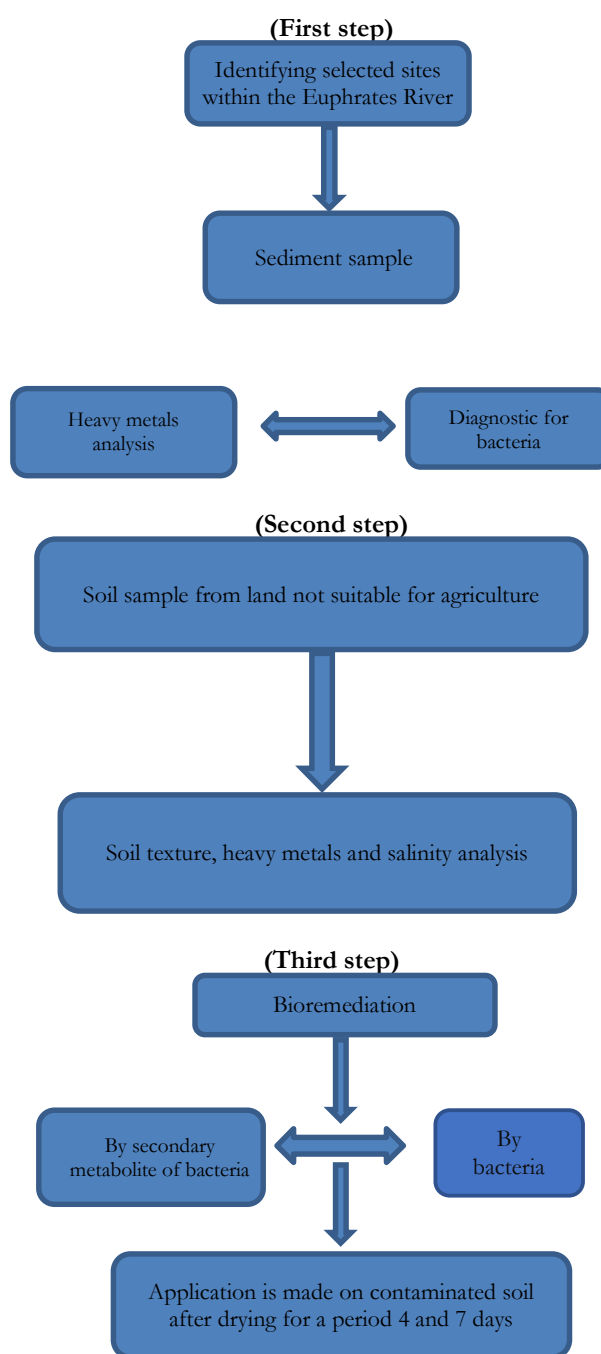 (First step)
Identifying selected sites
within the Euphrates River
Sediment sample
Heavy metals
analysis
Diagnostic for
bacteria
(Second step)
Soil sample from land not suitable for agriculture
Soil texture, heavy metals and salinity analysis
(Third step)
Bioremediation
By secondary
metabolite of bacteria
By
bacteria
Application is made on contaminated soil
after drying for a period 4 and 7 days